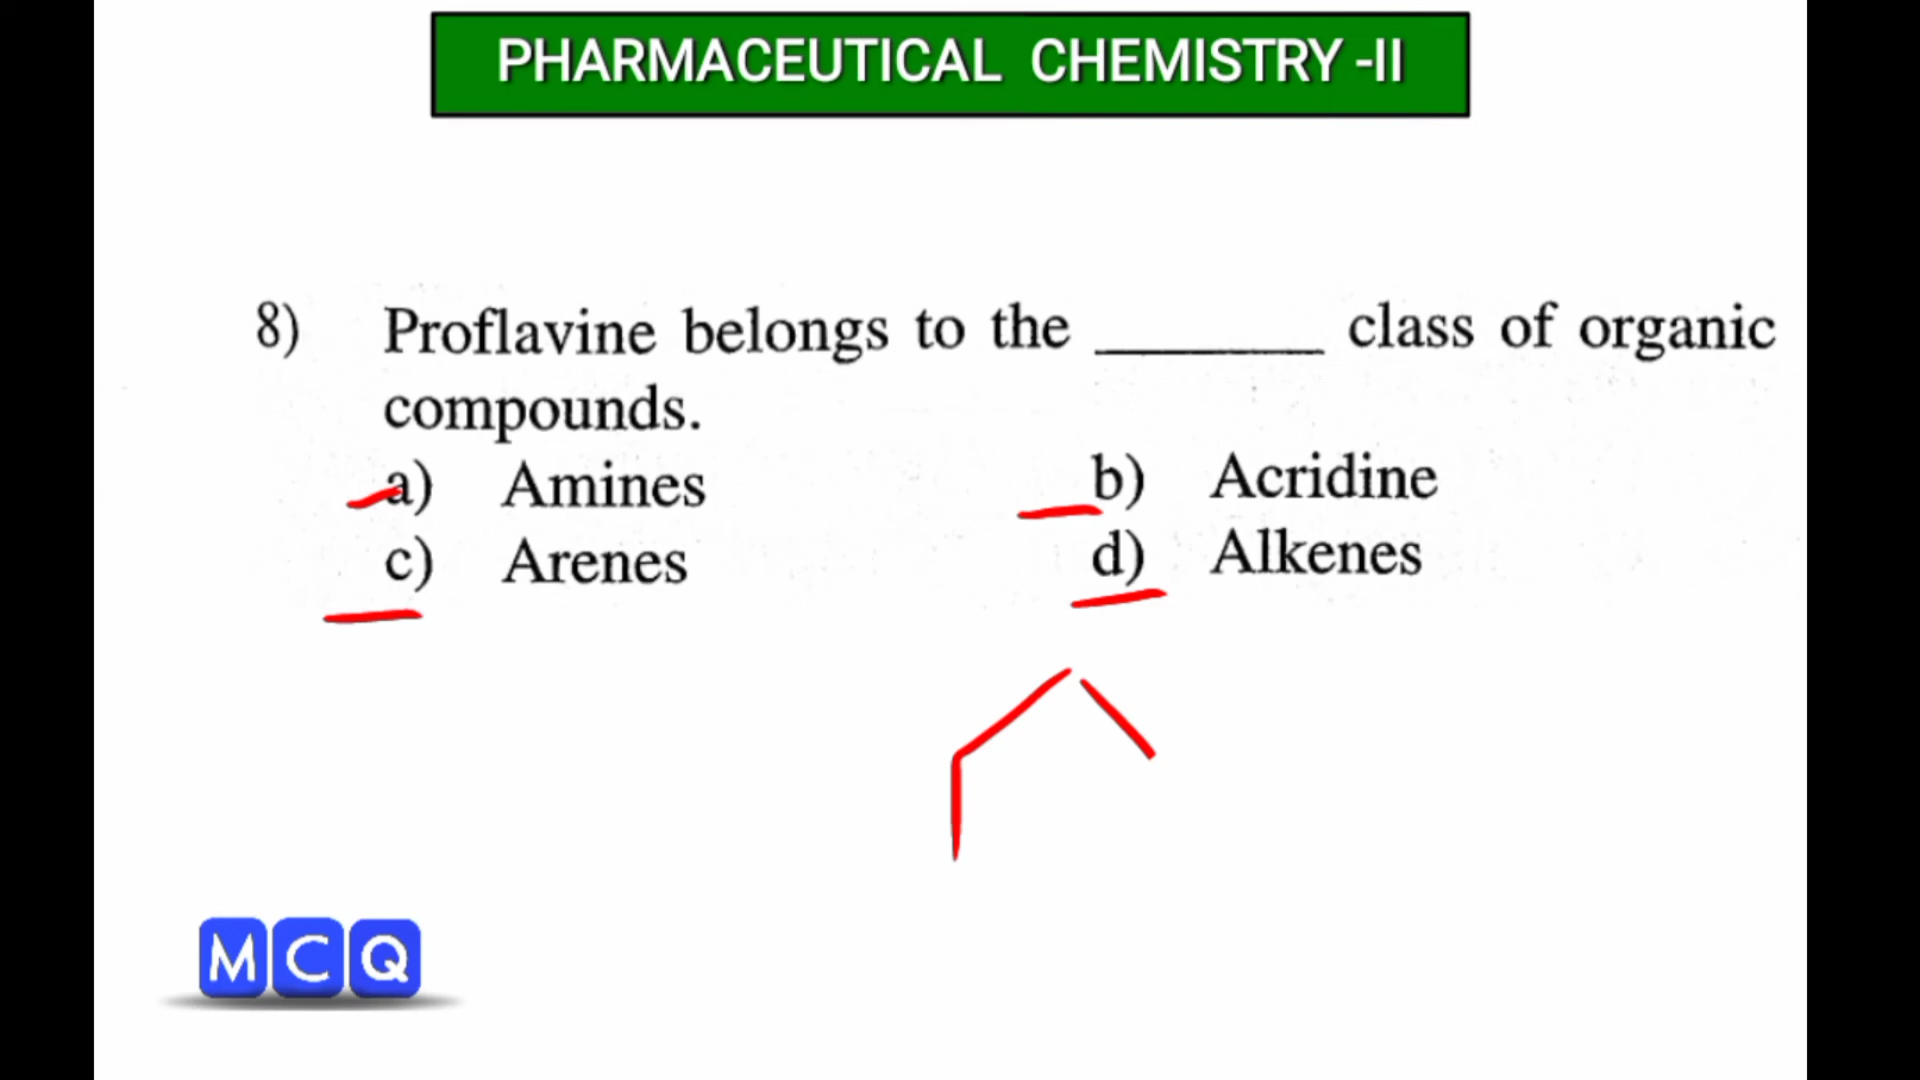 PHARMACEUTICAL CHEMISTRY -II
8) Proflavine belongs to the ________ class of organic
compounds.
a) Amines b) Acridine
c) Arenes d) Alkenes
MCQ